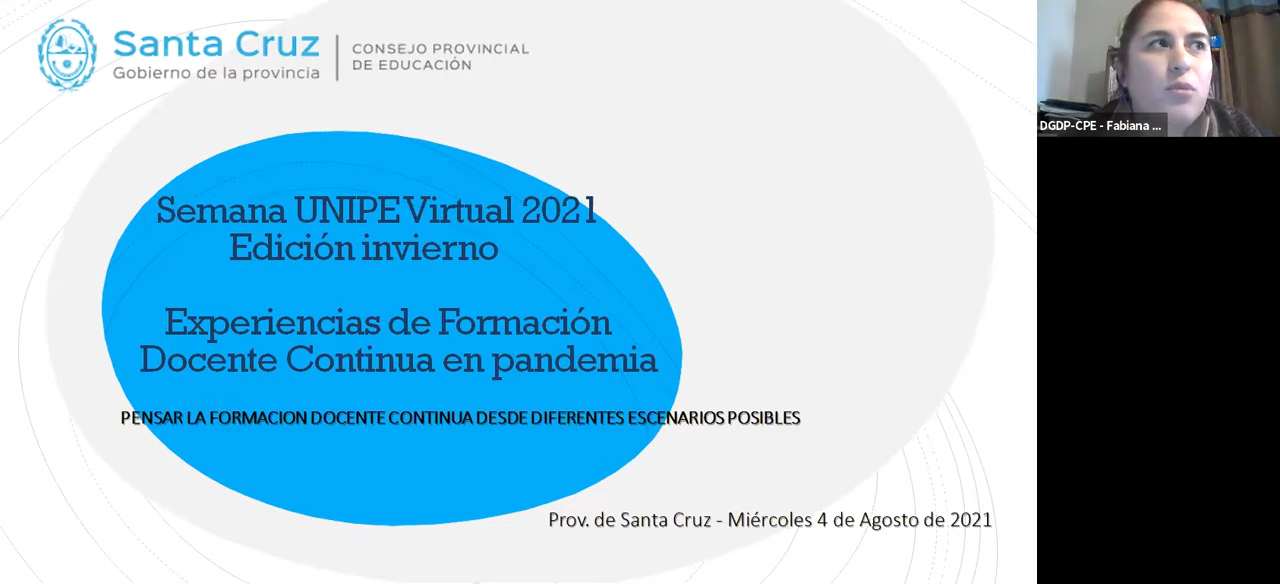 Santa Cruz
Gobierno de la provincia
CONSEJO PROVINCIAL
DE EDUCACIÓN
Semana UNIPE Virtual 2021
Edición invierno
Experiencias de Formación
Docente Continua en pandemia
PENSAR LA FORMACION DOCENTE CONTINUA DESDE DIFERENTES ESCENARIOS POSIBLES
Prov. de Santa Cruz - Miércoles 4 de Agosto de 2021
DGDP-CPE - Fabiana ...